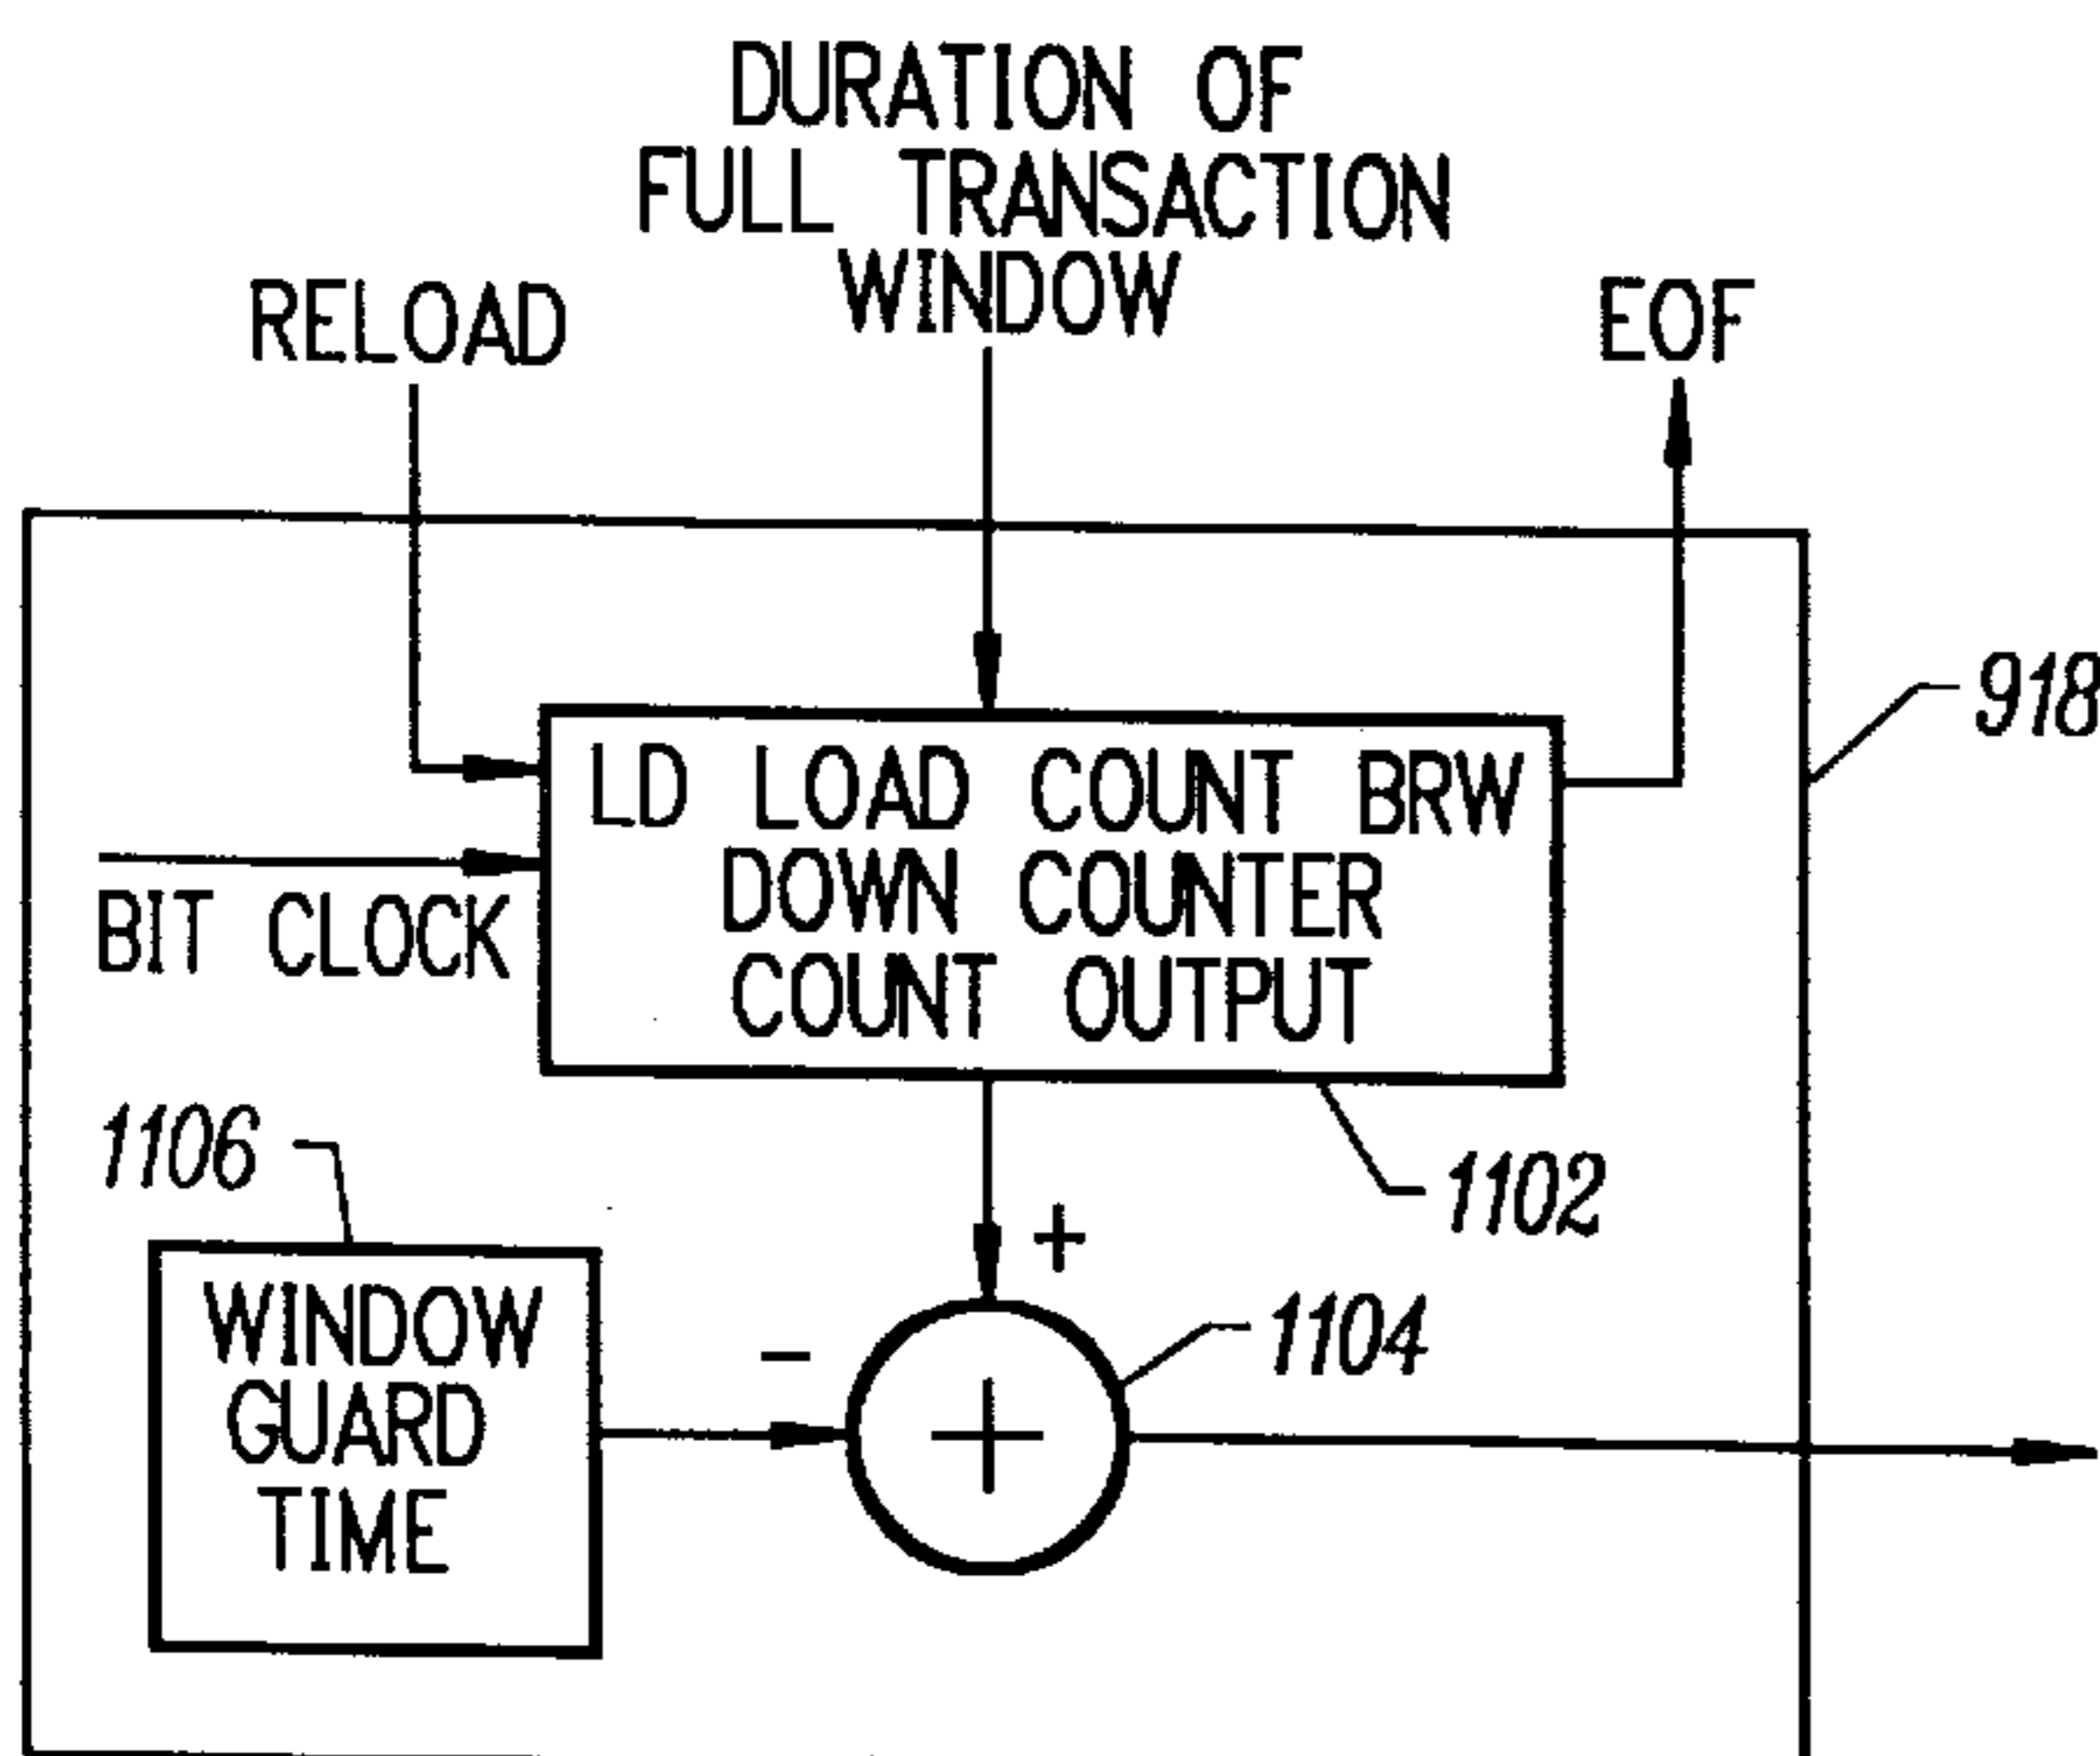 DURATION OF
FULL TRANSACTION
WINDOW
RELOAD
EOF
918
LD LOAD COUNT BRW
DOWN COUNTER
COUNT OUTPUT
BIT CLOCK
1106
1102
+
WINDOW
GUARD
TIME
-
1104
+